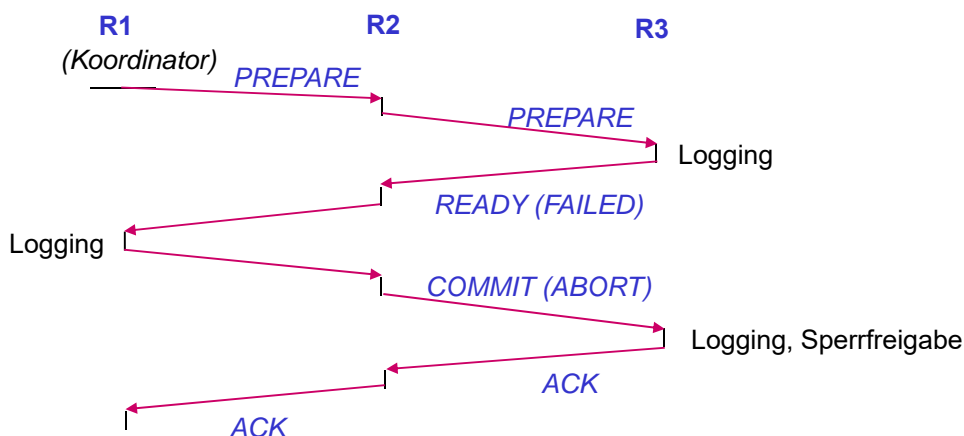 R1 R2 R3
(Koordinator)
PREPARE
PREPARE
Logging
READY (FAILED)
Logging
COMMIT (ABORT)
Logging, Sperrfreigabe
ACK
ACK